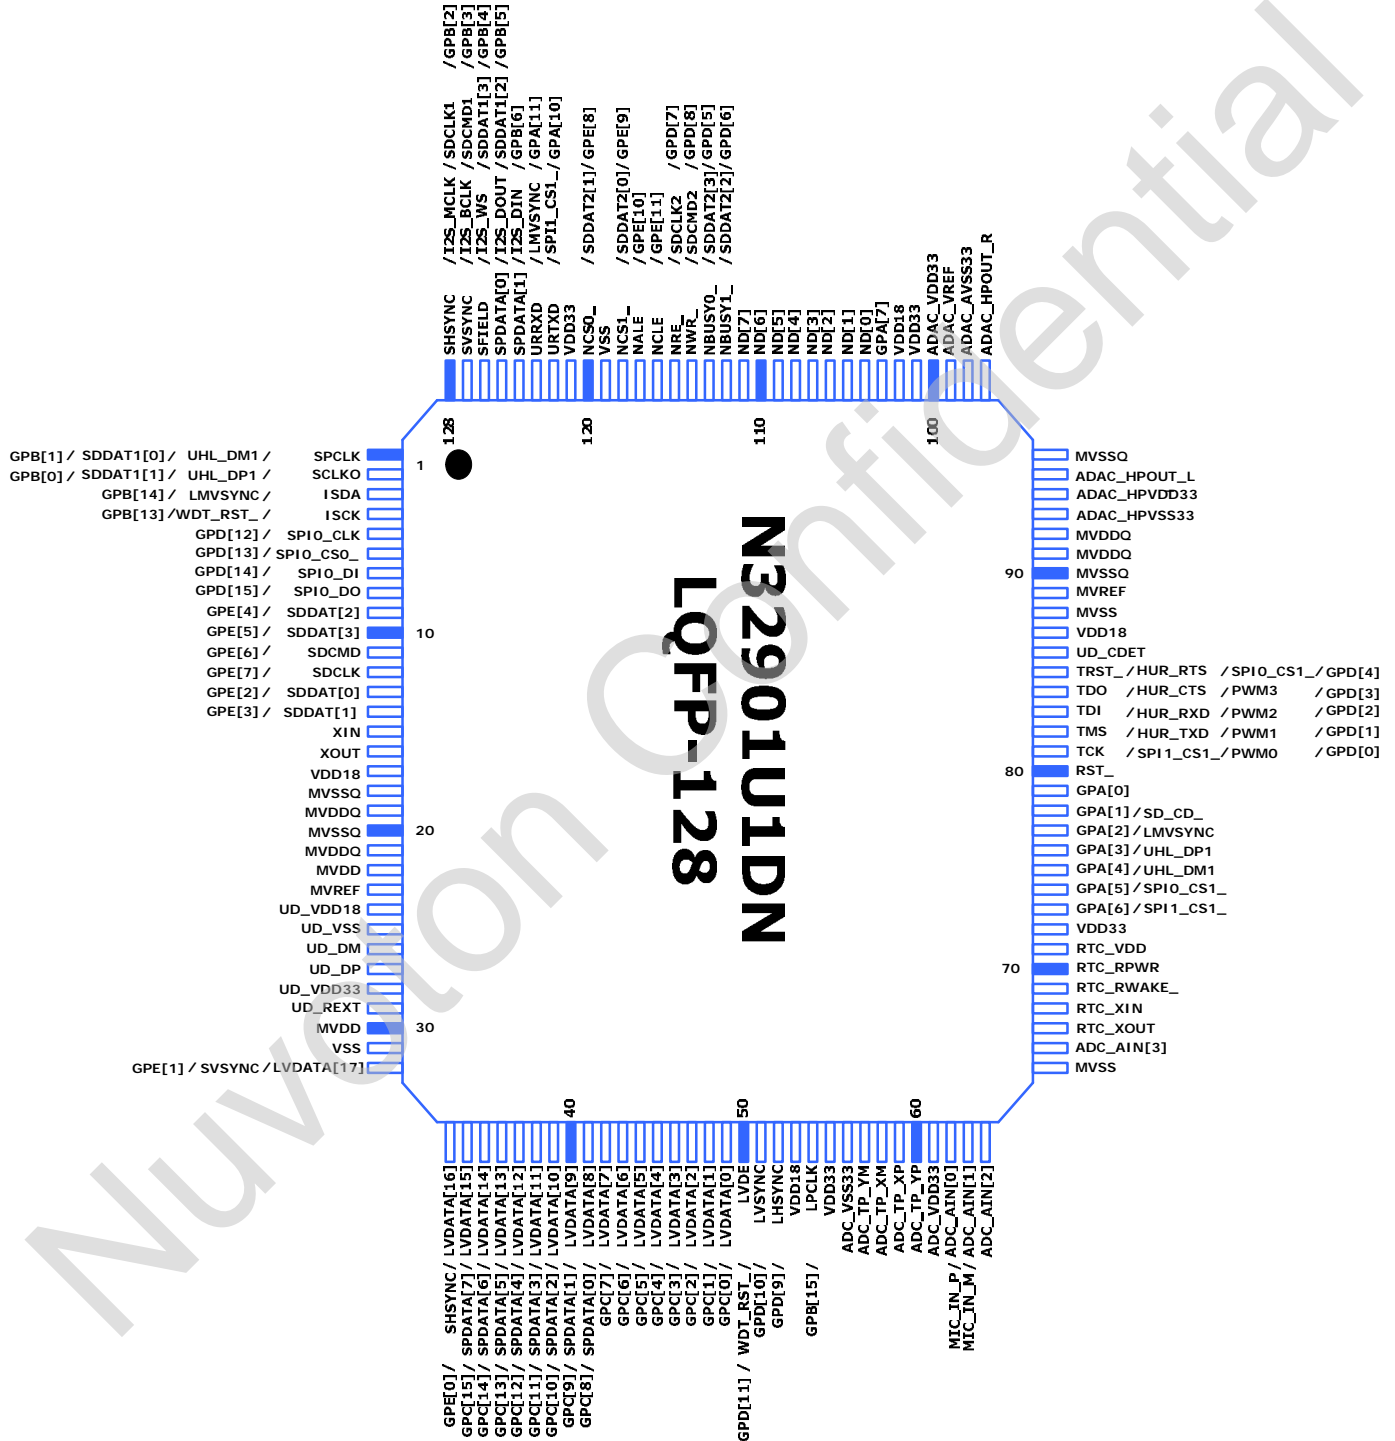 SHSYNC /I2S_MCLK /SDCLK1 /GPB[2]
SVSYNC /I2S_BCLK /SDCMD1 /GPB[3]
SFIELD /I2S_WS /SDDAT1[3] /GPB[4]
SPDATA[0] /I2S_DOUT /SDDAT1[2] /GPB[5]
SPDATA[1] /I2S_DIN /GPB[6]
URRXD /LMVSYNC /GPA[11]
URTXD /SPI1_CS1_ /GPA[10]
VDD33
NCS0_ /SDDAT2[1] /GPE[8]
VSS
NCS1_ /SDDAT2[0] /GPE[9]
NALE /GPE[10]
NCLE /GPE[11]
NRE_ /SDCLK2 /GPD[7]
NWR_ /SDCMD2 /GPD[8]
NBUSY0_ /SDDAT2[3] /GPD[5]
NBUSY1_ /SDDAT2[2] /GPD[6]
ND[7]
ND[6]
ND[5]
ND[4]
ND[3]
ND[2]
ND[1]
ND[0]
GPA[7]
VDD18
VDD33
ADAC_VDD33
ADAC_VREF
ADAC_AVSS33
ADAC_HPOUT_R
128
120
110
100
GPB[1] / SDDAT1[0] / UHL_DM1 / SPCLK
GPB[0] / SDDAT1[1] / UHL_DP1 / SCLKO
GPB[14] / LMVSYNC / ISDA
GPB[13] /WDT_RST_ / ISCK
GPD[12] / SPI0_CLK
GPD[13] / SPI0_CS0_
GPD[14] / SPI0_DI
GPD[15] / SPI0_DO
GPE[4] / SDDAT[2]
GPE[5] / SDDAT[3]
GPE[6] / SDCMD
GPE[7] / SDCLK
GPE[2] / SDDAT[0]
GPE[3] / SDDAT[1]
XIN
XOUT
VDD18
MVSSQ
MVDDQ
MVSSQ
MVDDQ
MVDD
MVREF
UD_VDD18
UD_VSS
UD_DM
UD_DP
UD_VDD33
UD_REXT
MVDD
VSS
GPE[1] / SVSYNC / LVDATA[17]
1
10
20
30
N32901U1DN
LQFP-128
90
80
70
MVSSQ
ADAC_HPOUT_L
ADAC_HPVDD33
ADAC_HPVSS33
MVDDQ
MVDDQ
MVSSQ
MVREF
MVSS
VDD18
UD_CDET
TRST_ /HUR_RTS /SPI0_CS1_ /GPD[4]
TDO /HUR_CTS /PWM3 /GPD[3]
TDI /HUR_RXD /PWM2 /GPD[2]
TMS /HUR_TXD /PWM1 /GPD[1]
TCK /SPI1_CS1_ /PWM0 /GPD[0]
RST_
GPA[0]
GPA[1] /SD_CD_
GPA[2] /LMVSYNC
GPA[3] /UHL_DP1
GPA[4] /UHL_DM1
GPA[5] /SPI0_CS1_
GPA[6] /SPI1_CS1_
VDD33
RTC_VDD
RTC_RPWR
RTC_RWAKE_
RTC_XIN
RTC_XOUT
ADC_AIN[3]
MVSS
40
50
60
GPE[0] / SHSYNC / LVDATA[16]
GPC[15] / SPDATA[7] / LVDATA[15]
GPC[14] / SPDATA[6] / LVDATA[14]
GPC[13] / SPDATA[5] / LVDATA[13]
GPC[12] / SPDATA[4] / LVDATA[12]
GPC[11] / SPDATA[3] / LVDATA[11]
GPC[10] / SPDATA[2] / LVDATA[10]
GPC[9] / SPDATA[1] / LVDATA[9]
GPC[8] / SPDATA[0] / LVDATA[8]
GPC[7] / LVDATA[7]
GPC[6] / LVDATA[6]
GPC[5] / LVDATA[5]
GPC[4] / LVDATA[4]
GPC[3] / LVDATA[3]
GPC[2] / LVDATA[2]
GPC[1] / LVDATA[1]
GPC[0] / LVDATA[0]
GPD[11] / WDT_RST_ / LVDE
GPD[10] / LVSYNC
GPD[9] / LHSYNC
VDD18
GPB[15] / LPCLK
VDD33
ADC_VSS33
ADC_TP_YM
ADC_TP_XM
ADC_TP_XP
ADC_TP_YP
ADC_VDD33
MIC_IN_P / ADC_AIN[0]
MIC_IN_M / ADC_AIN[1]
ADC_AIN[2]
Nuvoton Confidential